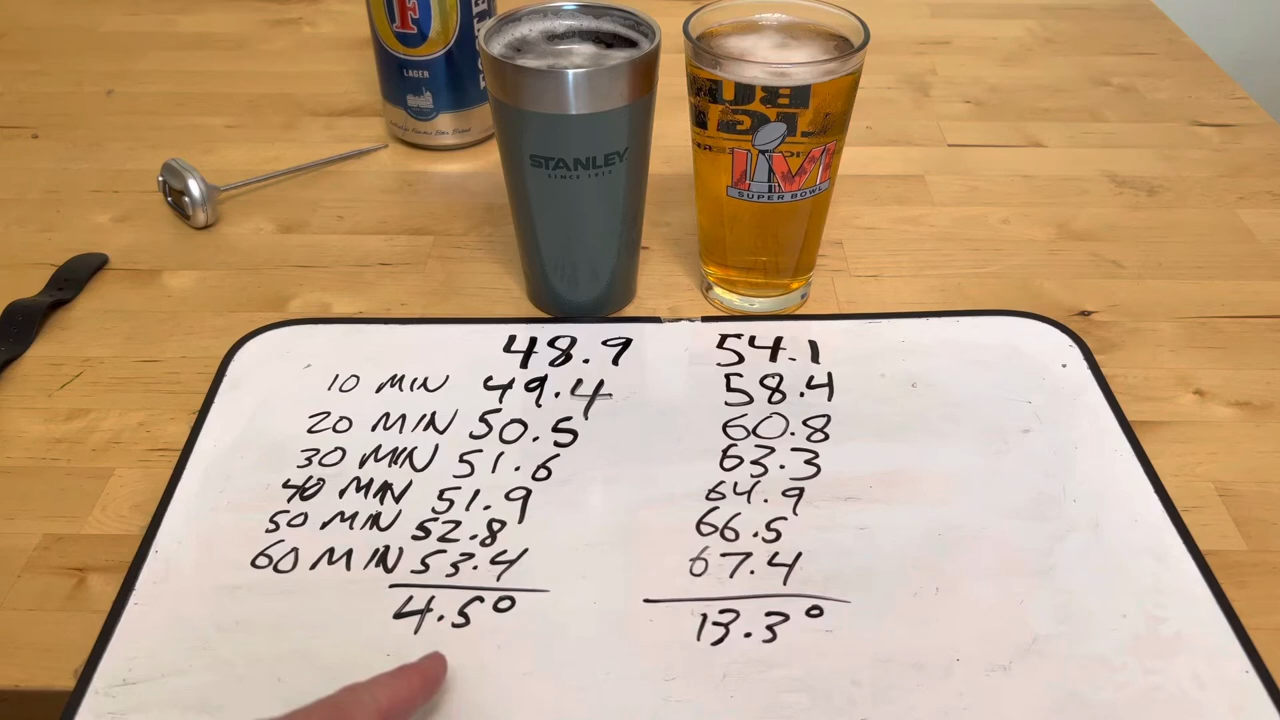 F
LAGER
STANLEY
SINCE 1913
LVI
SUPER BOWL
48.9 54.1
10 MIN 49.4 58.4
20 MIN 50.5 60.8
30 MIN 51.6 63.3
40 MIN 51.9 64.9
50 MIN 52.8 66.5
60 MIN 53.4 67.4
4.5° 13.3°